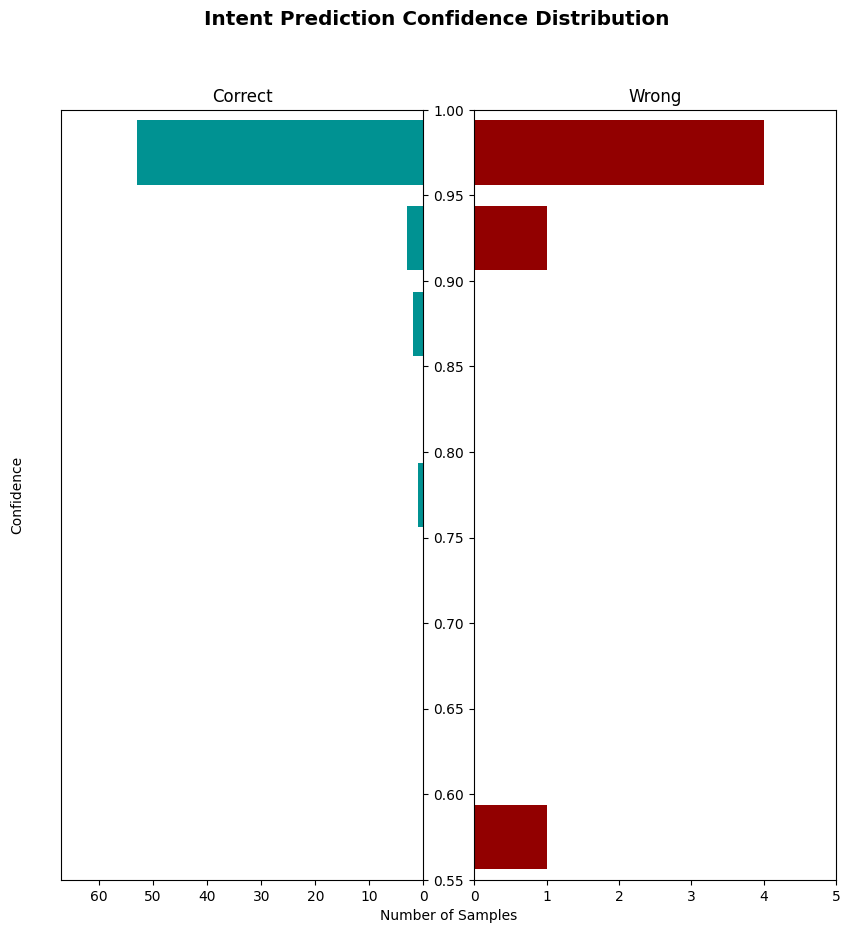 Intent Prediction Confidence Distribution
Correct
Wrong
1.00
0.95
0.90
0.85
0.80
0.75
0.70
0.65
0.60
0.55
Confidence
60 50 40 30 20 10 0
0 1 2 3 4 5
Number of Samples